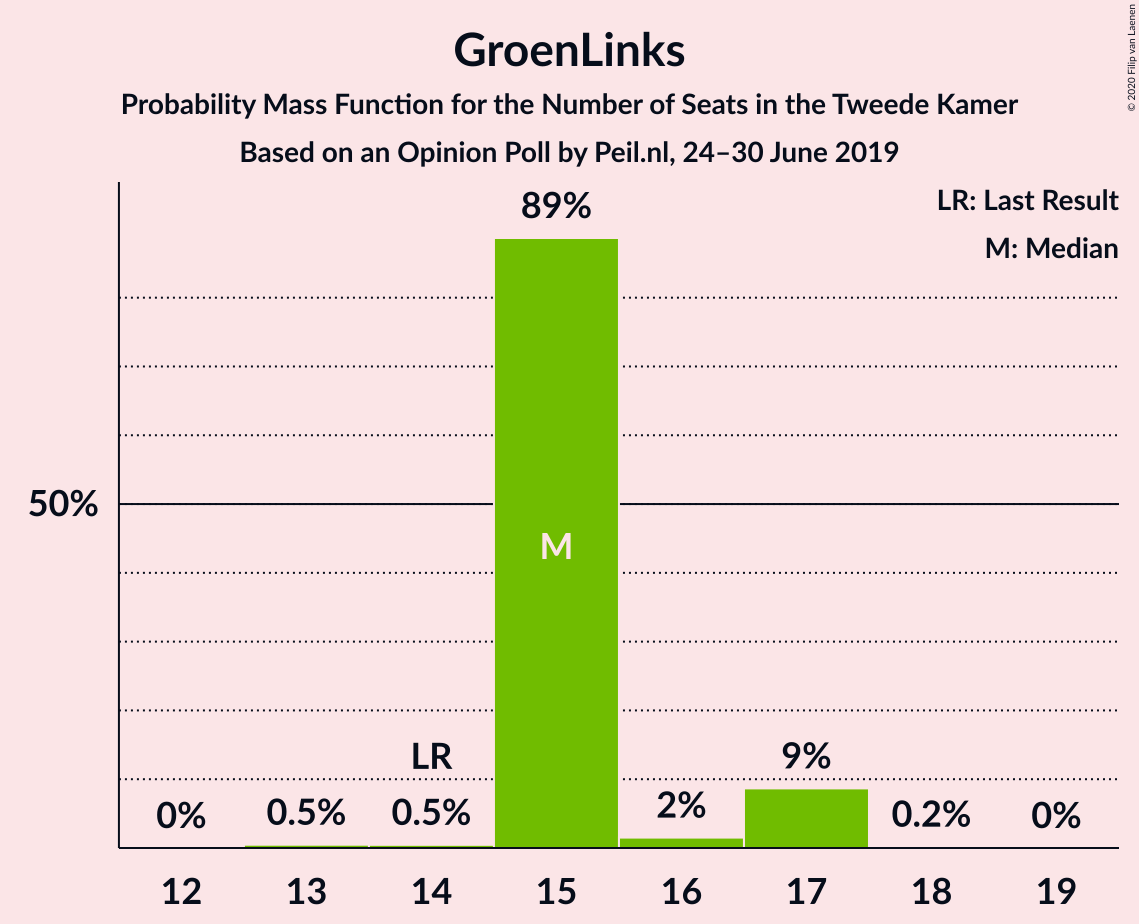 GroenLinks
Probability Mass Function for the Number of Seats in the Tweede Kamer
Based on an Opinion Poll by Peil.nl, 24–30 June 2019
© 2020 Filip van Laenen
LR: Last Result
M: Median
89%
50%
M
LR
9%
0%
0.5%
0.5%
2%
0.2%
0%
12 13 14 15 16 17 18 19